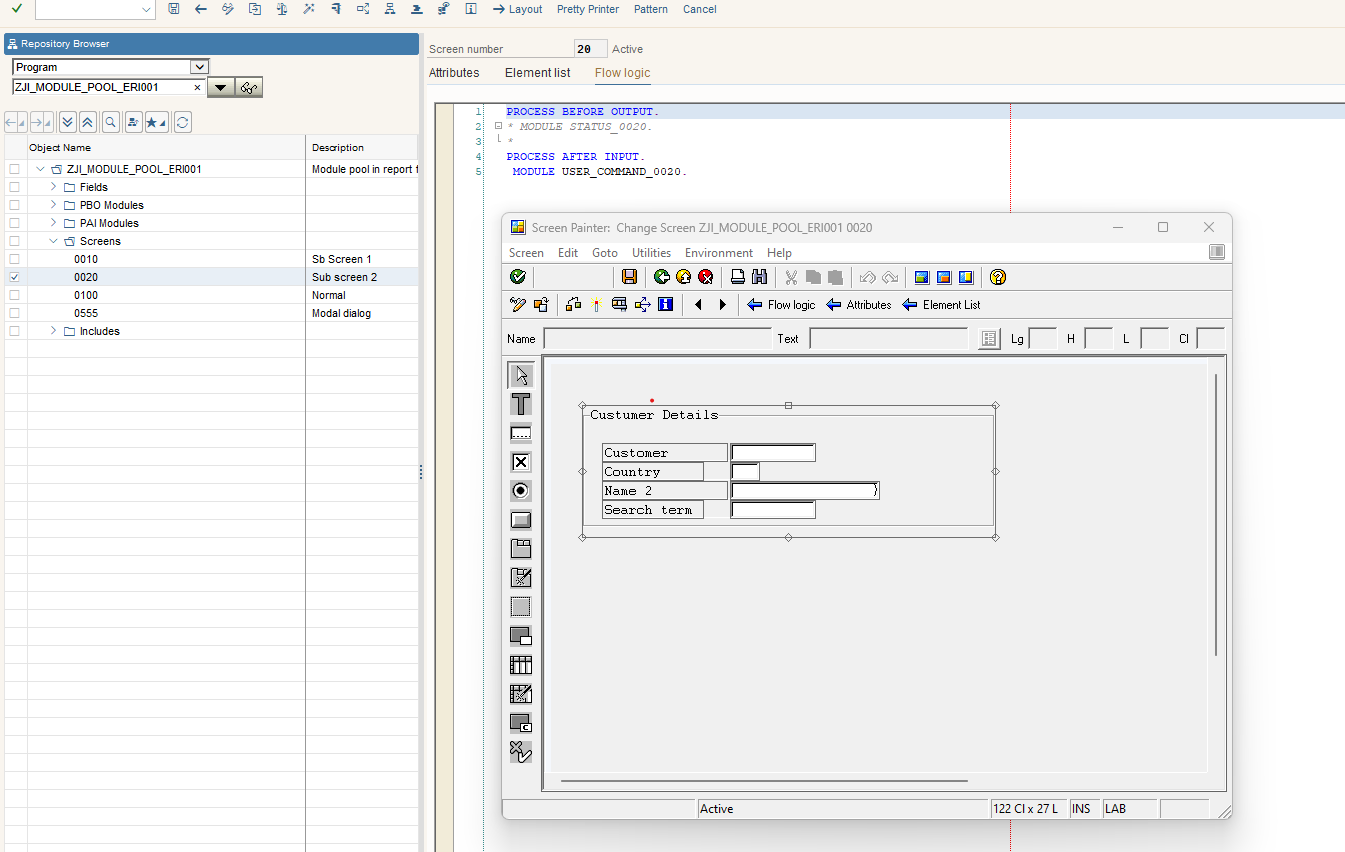 Layout Pretty Printer Pattern Cancel
Repository Browser
Program
ZJI_MODULE_POOL_ERI001
Object Name Description
ZJI_MODULE_POOL_ERI001 Module pool in report f
Fields
PBO Modules
PAI Modules
Screens
0010 Sb Screen 1
0020 Sub screen 2
0100 Normal
0555 Modal dialog
Includes
Screen number 20 Active
Attributes Element list Flow logic
1 PROCESS BEFORE OUTPUT.
2 * MODULE STATUS_0020.
3 *
4 PROCESS AFTER INPUT.
5 MODULE USER_COMMAND_0020.
Screen Painter: Change Screen ZJI_MODULE_POOL_ERI001 0020
Screen Edit Goto Utilities Environment Help
Flow logic Attributes Element List
Name Text Lg H L Cl
Custumer Details
Customer
Country
Name 2
Search term
Active 122 Cl x 27 L INS LAB